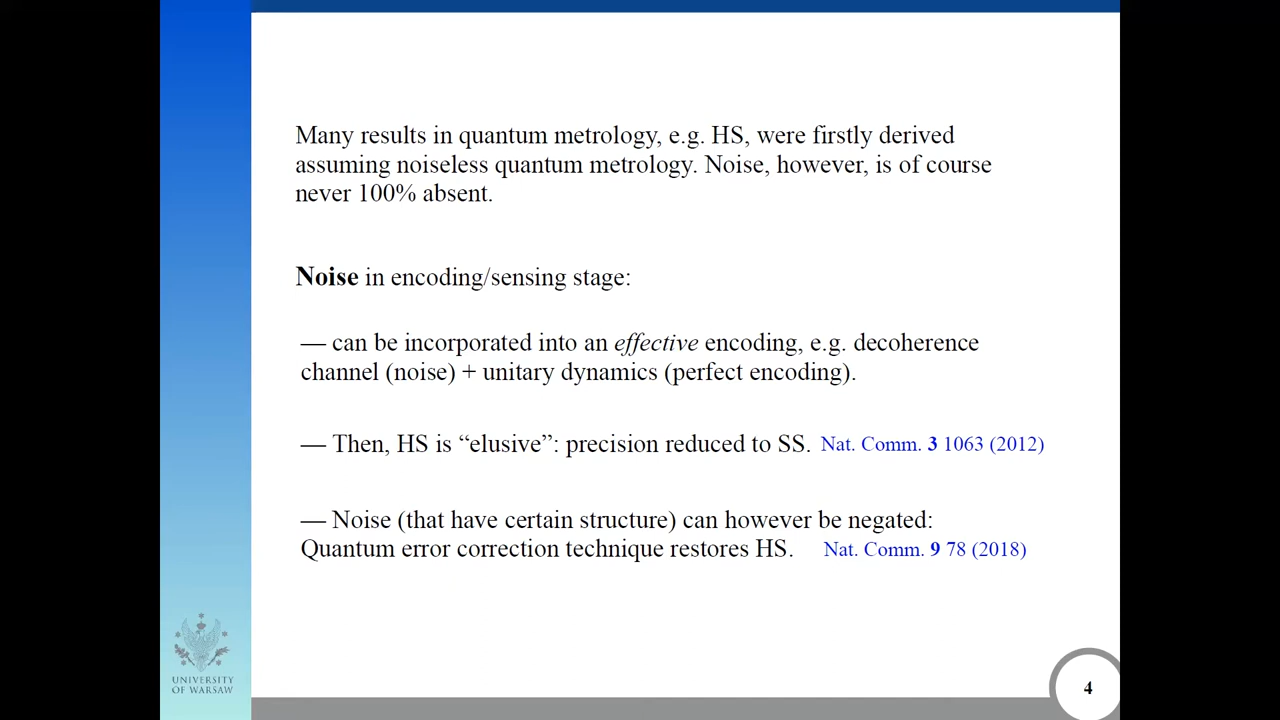 Many results in quantum metrology, e.g. HS, were firstly derived
assuming noiseless quantum metrology. Noise, however, is of course
never 100% absent.
Noise in encoding/sensing stage:
— can be incorporated into an effective encoding, e.g. decoherence
channel (noise) + unitary dynamics (perfect encoding).
— Then, HS is “elusive”: precision reduced to SS. Nat. Comm. 3 1063 (2012)
— Noise (that have certain structure) can however be negated:
Quantum error correction technique restores HS. Nat. Comm. 9 78 (2018)
UNIVERSITY
OF WARSAW
4